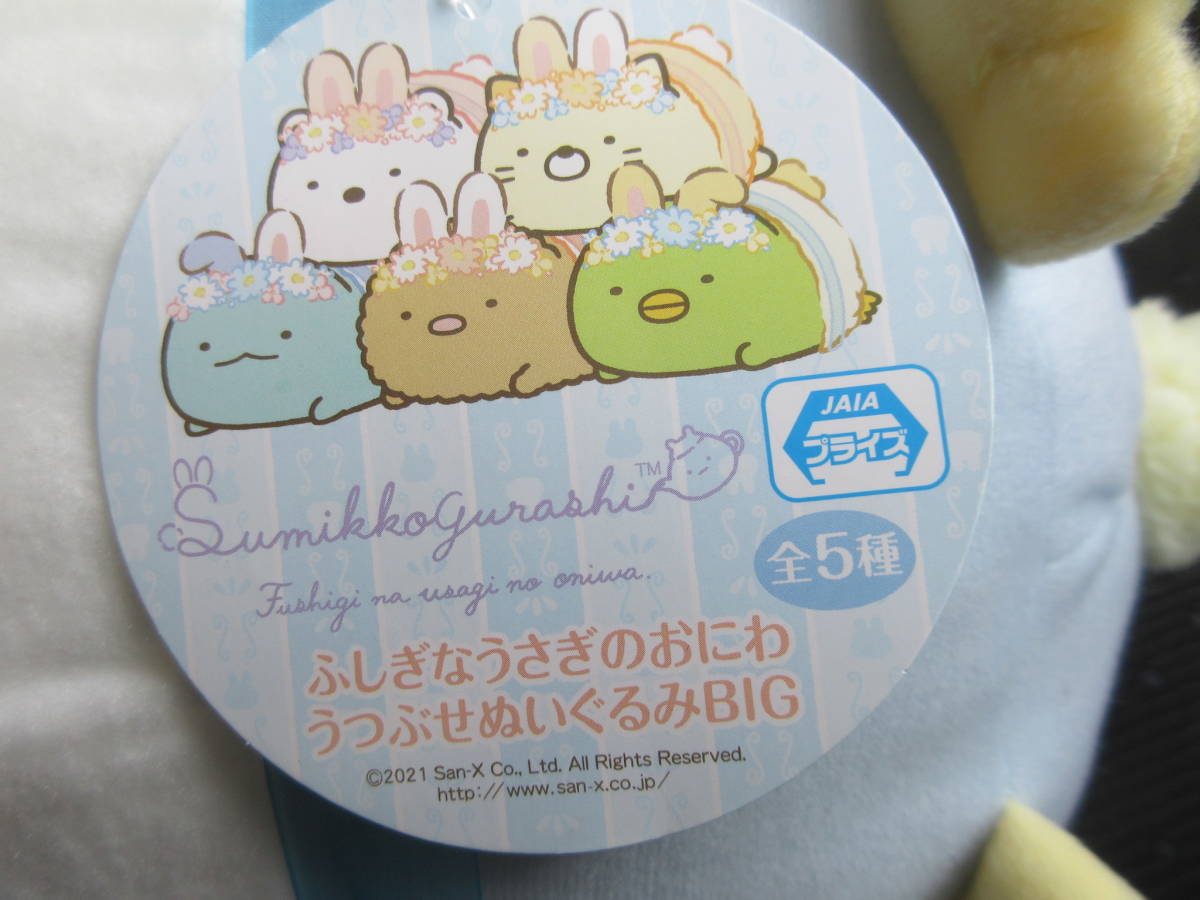 JAIA
プライズ
Sumikkogurashi™
全5種
Fushigi na usagi no oniwa.
ふしぎなうさぎのおにわ
うつぶせぬいぐるみBIG
©2021 San-X Co., Ltd. All Rights Reserved.
http://www.san-x.co.jp/